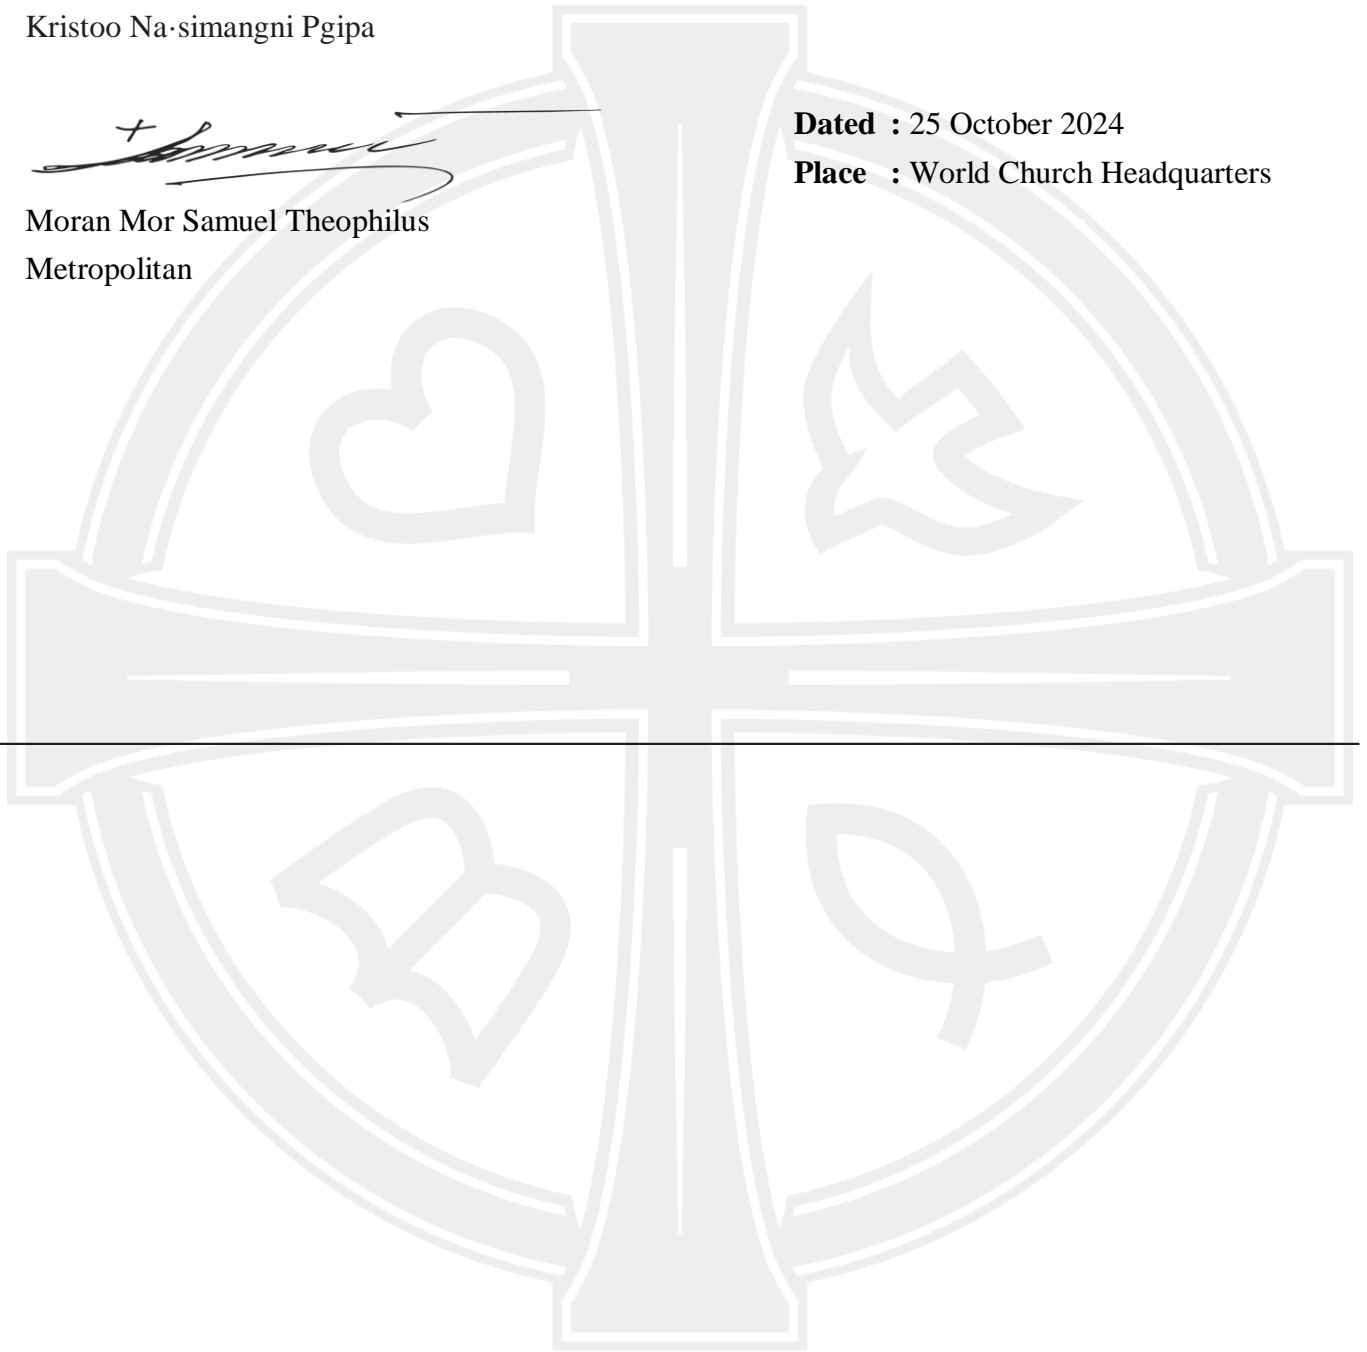 Kristoo Na·simangni Pgipa
Dated : 25 October 2024
Place : World Church Headquarters
Moran Mor Samuel Theophilus
Metropolitan